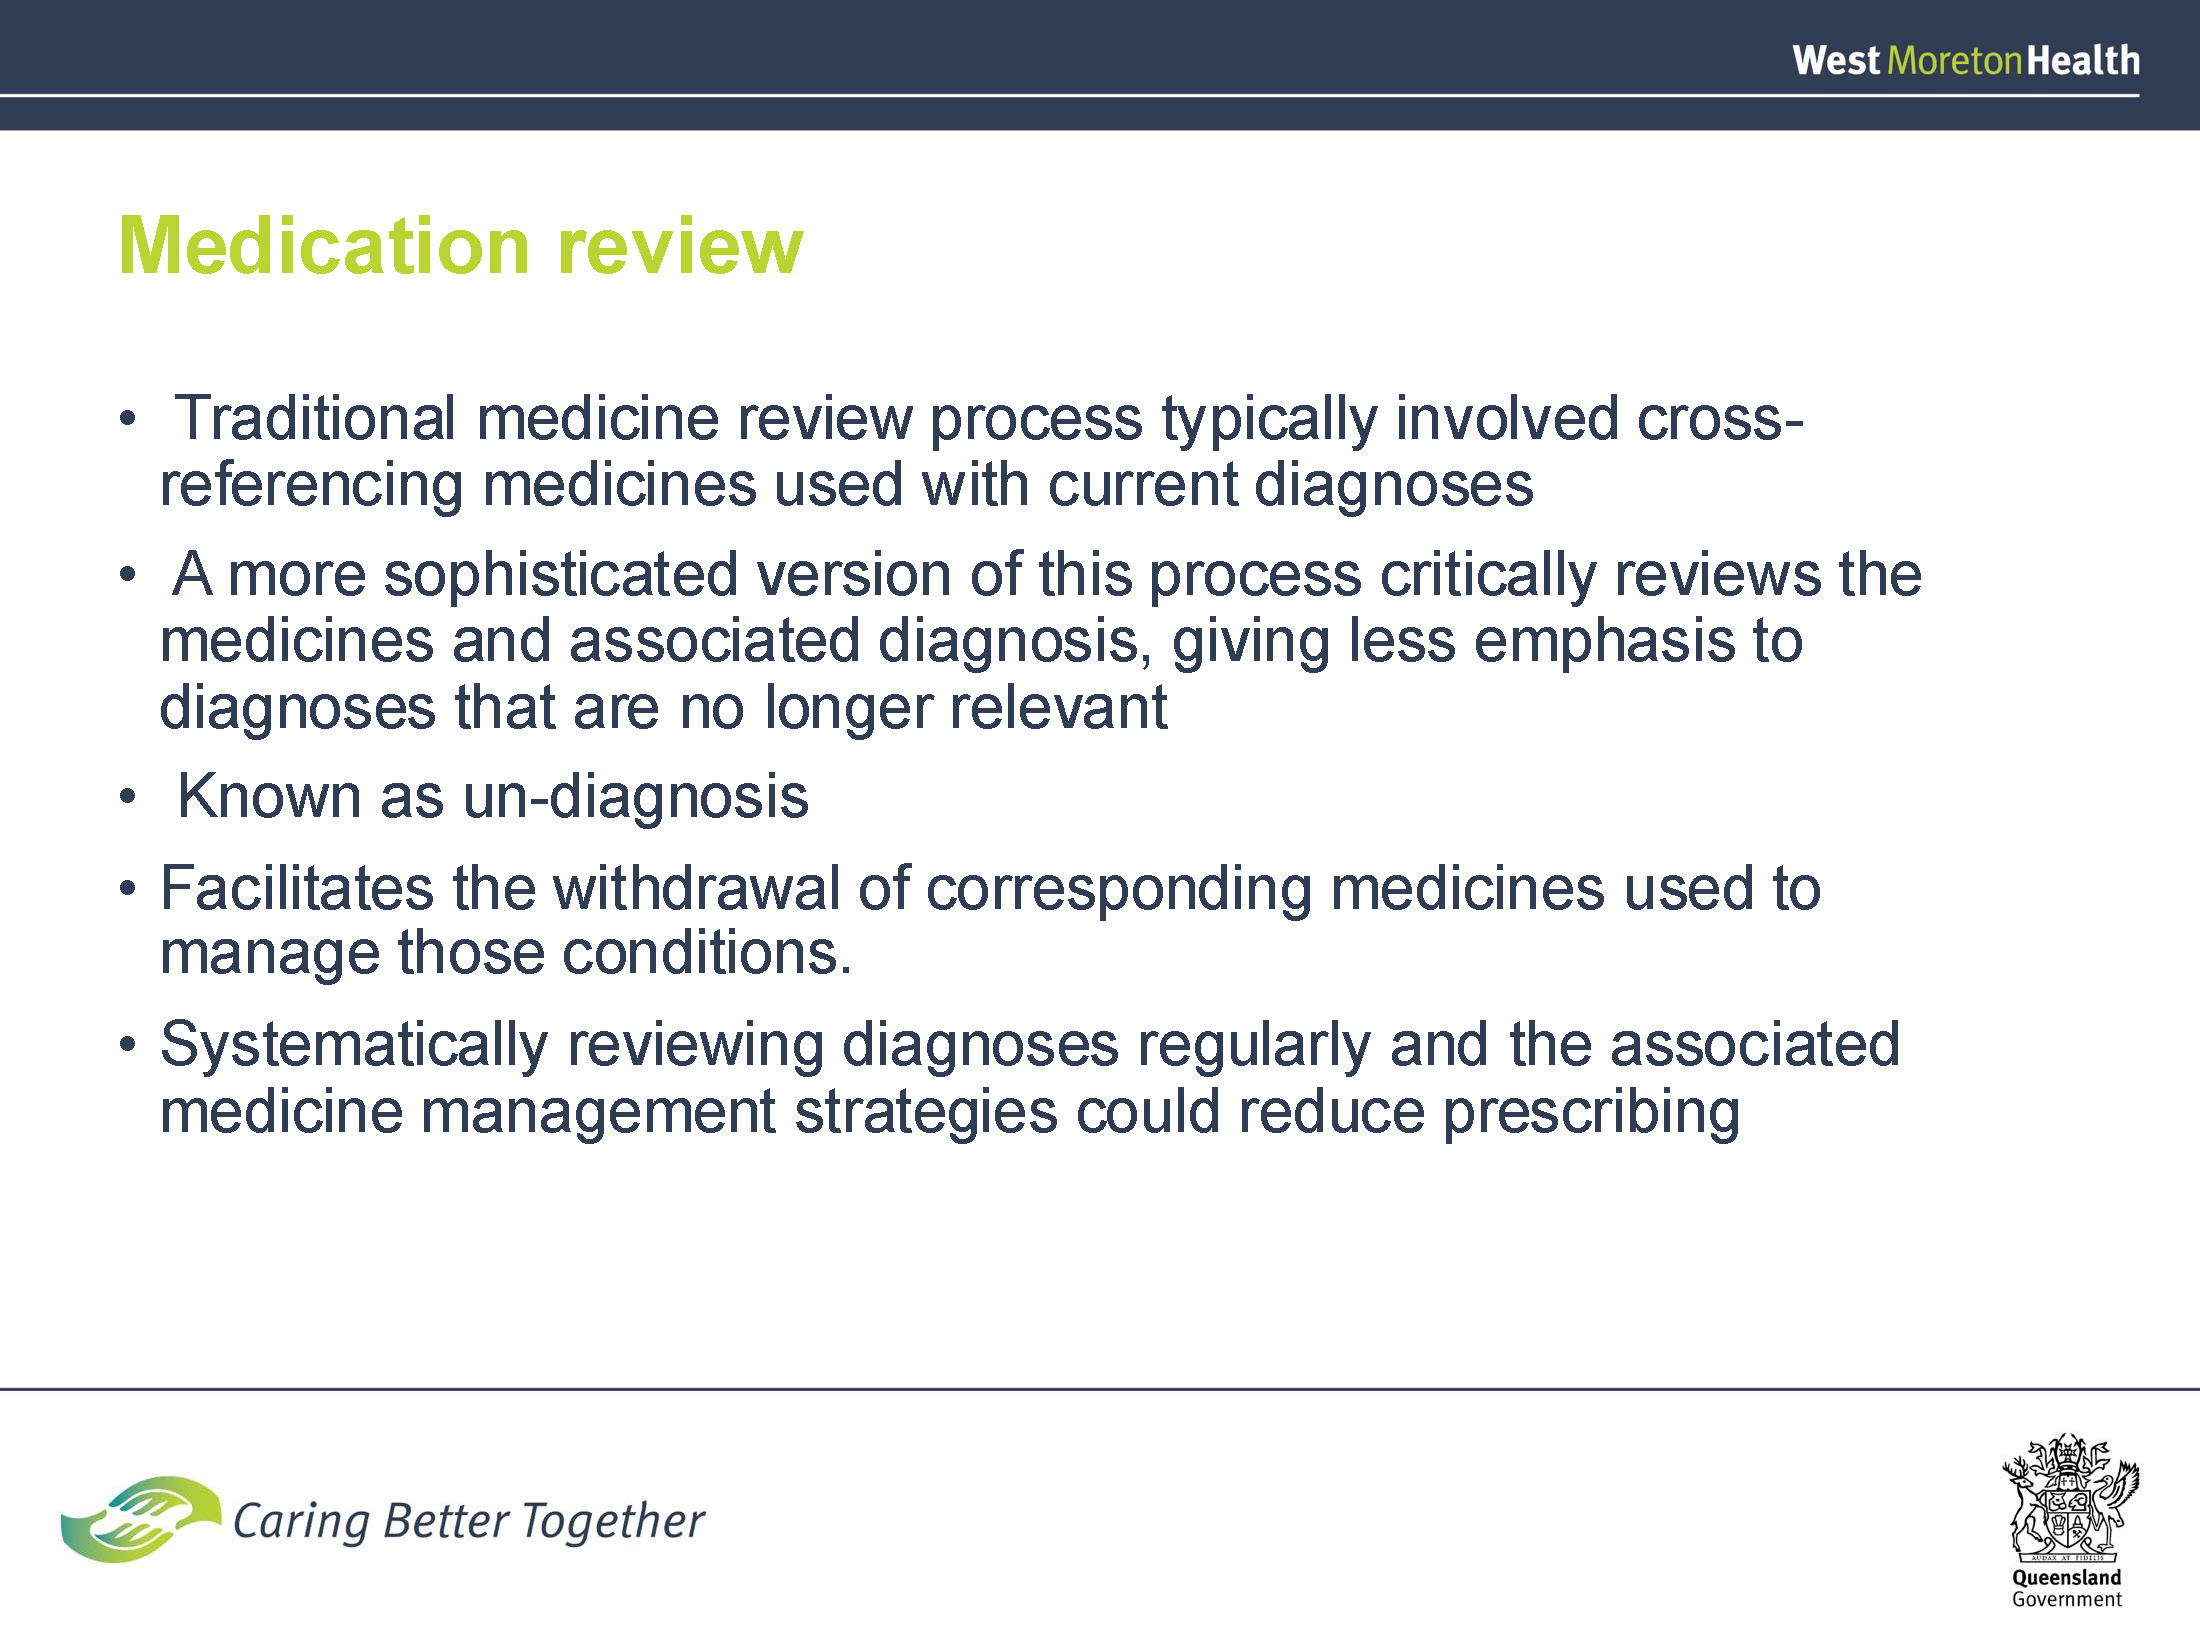 West Moreton Health
Medication review
• Traditional medicine review process typically involved cross-
referencing medicines used with current diagnoses
• A more sophisticated version of this process critically reviews the
medicines and associated diagnosis, giving less emphasis to
diagnoses that are no longer relevant
• Known as un-diagnosis
• Facilitates the withdrawal of corresponding medicines used to
manage those conditions.
• Systematically reviewing diagnoses regularly and the associated
medicine management strategies could reduce prescribing
Caring Better Together
AUDAX AT FIDELIS
Queensland
Government